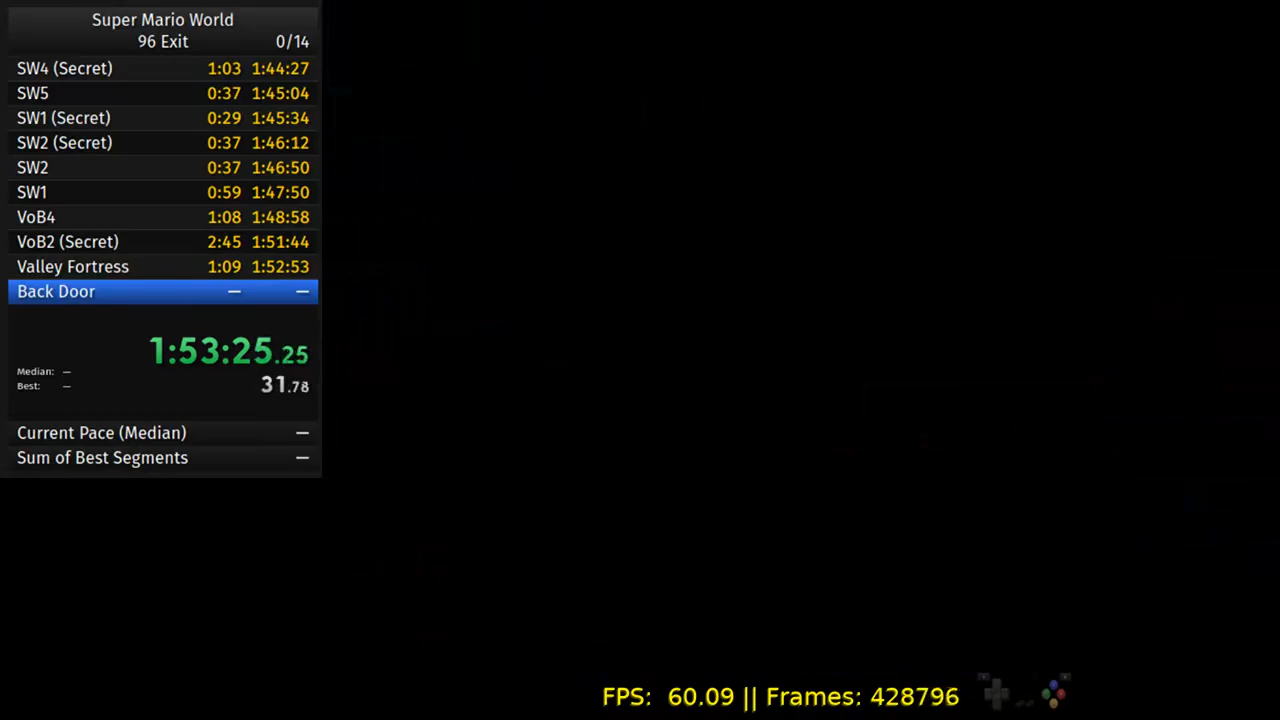 Super Mario World
96 Exit 0/14
SW4 (Secret) 1:03 1:44:27
SW5 0:37 1:45:04
SW1 (Secret) 0:29 1:45:34
SW2 (Secret) 0:37 1:46:12
SW2 0:37 1:46:50
SW1 0:59 1:47:50
VoB4 1:08 1:48:58
VoB2 (Secret) 2:45 1:51:44
Valley Fortress 1:09 1:52:53
Back Door — —
1:53:25.25
Median: —
Best: — 31.78
Current Pace (Median) —
Sum of Best Segments —
FPS: 60.09 || Frames: 428796